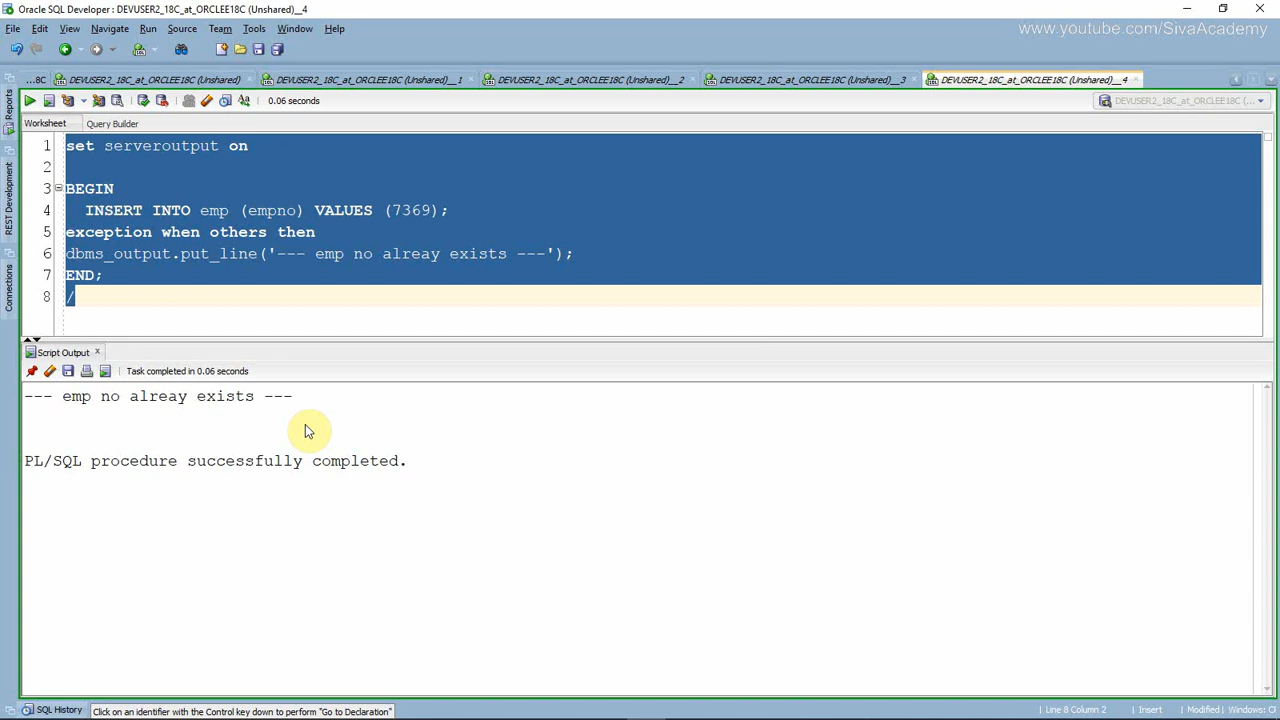 Oracle SQL Developer : DEVUSER2_18C_at_ORCLEE18C (Unshared)__4
File Edit View Navigate Run Source Team Tools Window Help
www.youtube.com/SivaAcademy
...8C DEVUSER2_18C_at_ORCLEE18C (Unshared) DEVUSER2_18C_at_ORCLEE18C (Unshared)__1 DEVUSER2_18C_at_ORCLEE18C (Unshared)__2 DEVUSER2_18C_at_ORCLEE18C (Unshared)__3 DEVUSER2_18C_at_ORCLEE18C (Unshared)__4
0.06 seconds DEVUSER2_18C_at_ORCLEE18C (...
Reports
REST Development
Connections
Worksheet Query Builder
1 set serveroutput on
2
3 BEGIN
4 INSERT INTO emp (empno) VALUES (7369);
5 exception when others then
6 dbms_output.put_line('--- emp no alreay exists ---');
7 END;
8 /
Script Output
Task completed in 0.06 seconds
--- emp no alreay exists ---
PL/SQL procedure successfully completed.
SQL History Click on an identifier with the Control key down to perform "Go to Declaration" Line 8 Column 2 Insert Modified Windows: Cl